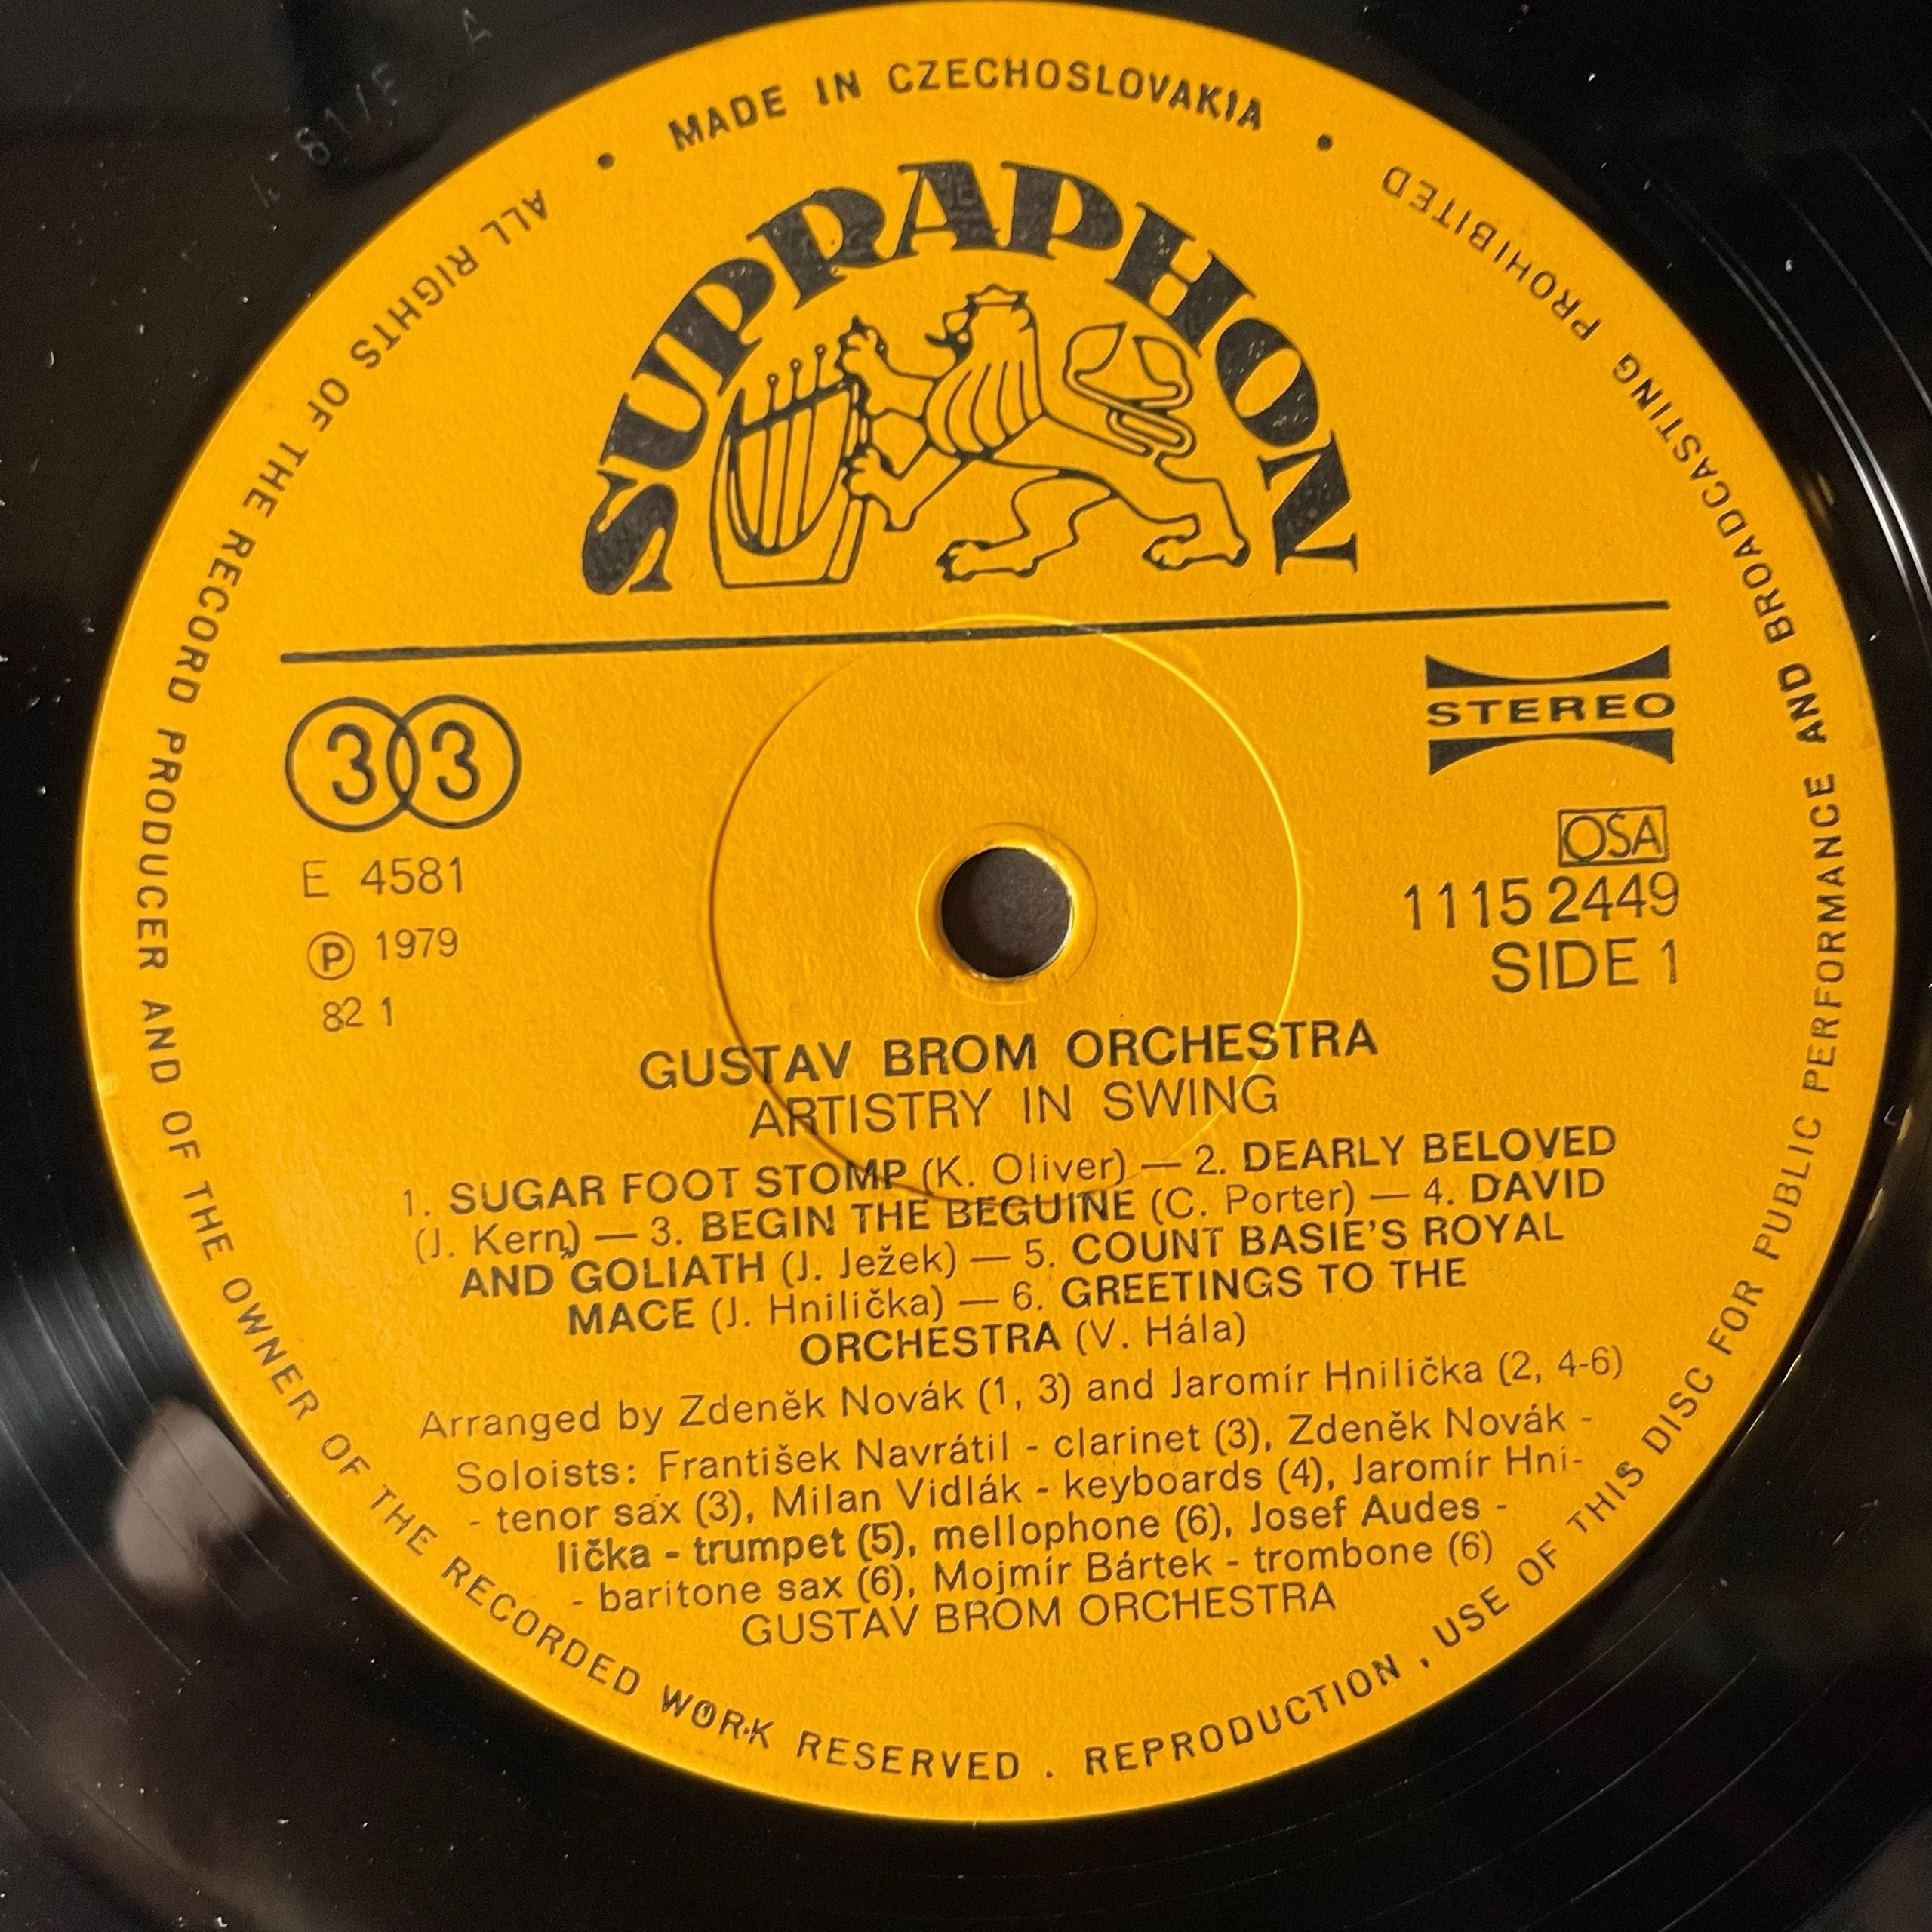 MADE IN CZECHOSLOVAKIA
SUPRAPHON
33
STEREO
E 4581
OSA
Ⓟ 1979
1115 2449
82 1
SIDE 1
GUSTAV BROM ORCHESTRA
ARTISTRY IN SWING
1. SUGAR FOOT STOMP (K. Oliver) — 2. DEARLY BELOVED
(J. Kern) — 3. BEGIN THE BEGUINE (C. Porter) — 4. DAVID
AND GOLIATH (J. Ježek) — 5. COUNT BASIE'S ROYAL
MACE (J. Hnilička) — 6. GREETINGS TO THE
ORCHESTRA (V. Hála)
Arranged by Zdeněk Novák (1, 3) and Jaromír Hnilička (2, 4-6)
Soloists: František Navrátil - clarinet (3), Zdeněk Novák -
- tenor sax (3), Milan Vidlák - keyboards (4), Jaromír Hni-
lička - trumpet (5), mellophone (6), Josef Audes -
- baritone sax (6), Mojmír Bártek - trombone (6)
GUSTAV BROM ORCHESTRA
ALL RIGHTS OF THE RECORD PRODUCER AND OF THE OWNER OF THE RECORDED WORK RESERVED . REPRODUCTION , USE OF THIS DISC FOR PUBLIC PERFORMANCE AND BROADCASTING PROHIBITED